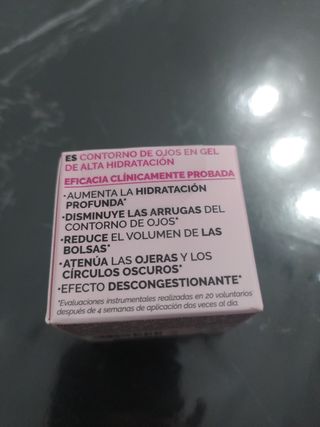 ES CONTORNO DE OJOS EN GEL
DE ALTA HIDRATACIÓN
EFICACIA CLÍNICAMENTE PROBADA
•AUMENTA LA HIDRATACIÓN
PROFUNDA*
•DISMINUYE LAS ARRUGAS DEL
CONTORNO DE OJOS*
•REDUCE EL VOLUMEN DE LAS
BOLSAS*
•ATENÚA LAS OJERAS Y LOS
CÍRCULOS OSCUROS*
•EFECTO DESCONGESTIONANTE*
*Evaluaciones instrumentales realizadas en 20 voluntarios
después de 4 semanas de aplicación dos veces al día.